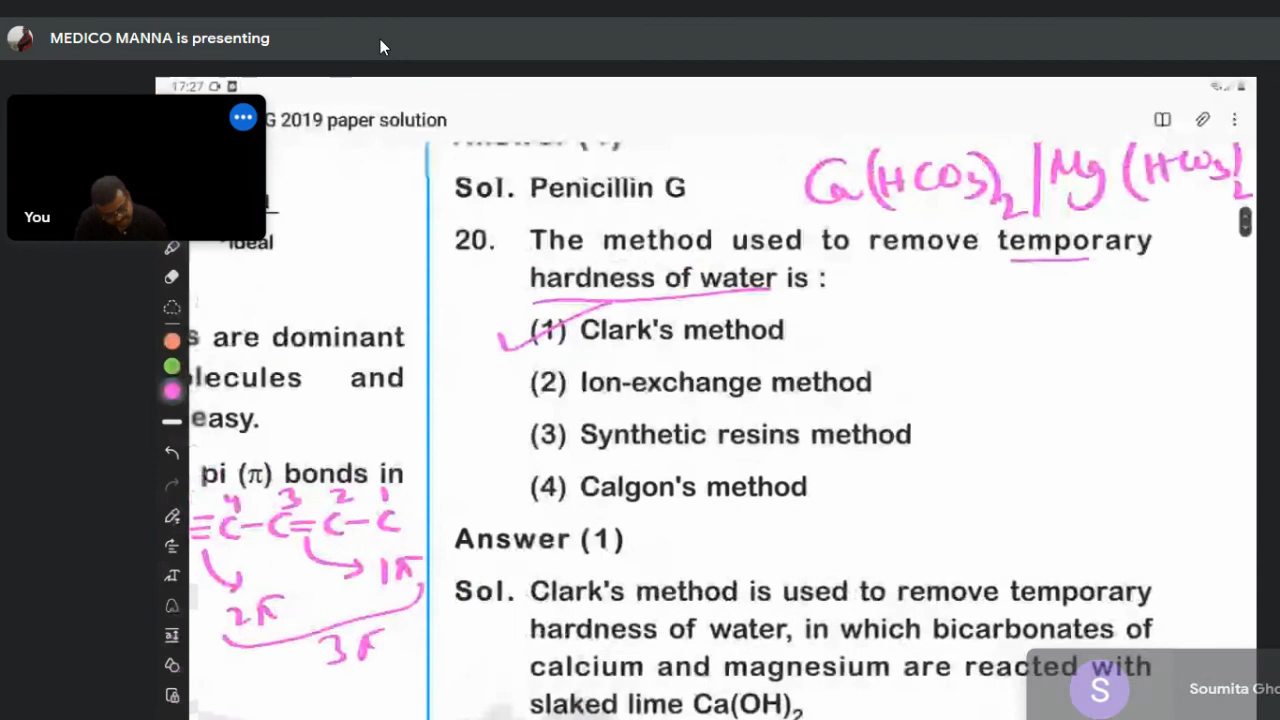 MEDICO MANNA is presenting
17:27
G 2019 paper solution
You
ideal
s are dominant
lecules and
easy.
pi (π) bonds in
4 3 2 1
≡C-C=C-C
1π
2π
3π
Sol. Penicillin G
Ca(HCO3)2 | Mg(HCO3)2
20. The method used to remove temporary
hardness of water is :
(1) Clark's method
(2) Ion-exchange method
(3) Synthetic resins method
(4) Calgon's method
Answer (1)
Sol. Clark's method is used to remove temporary
hardness of water, in which bicarbonates of
calcium and magnesium are reacted with
slaked lime Ca(OH)2
S
Soumita Gho